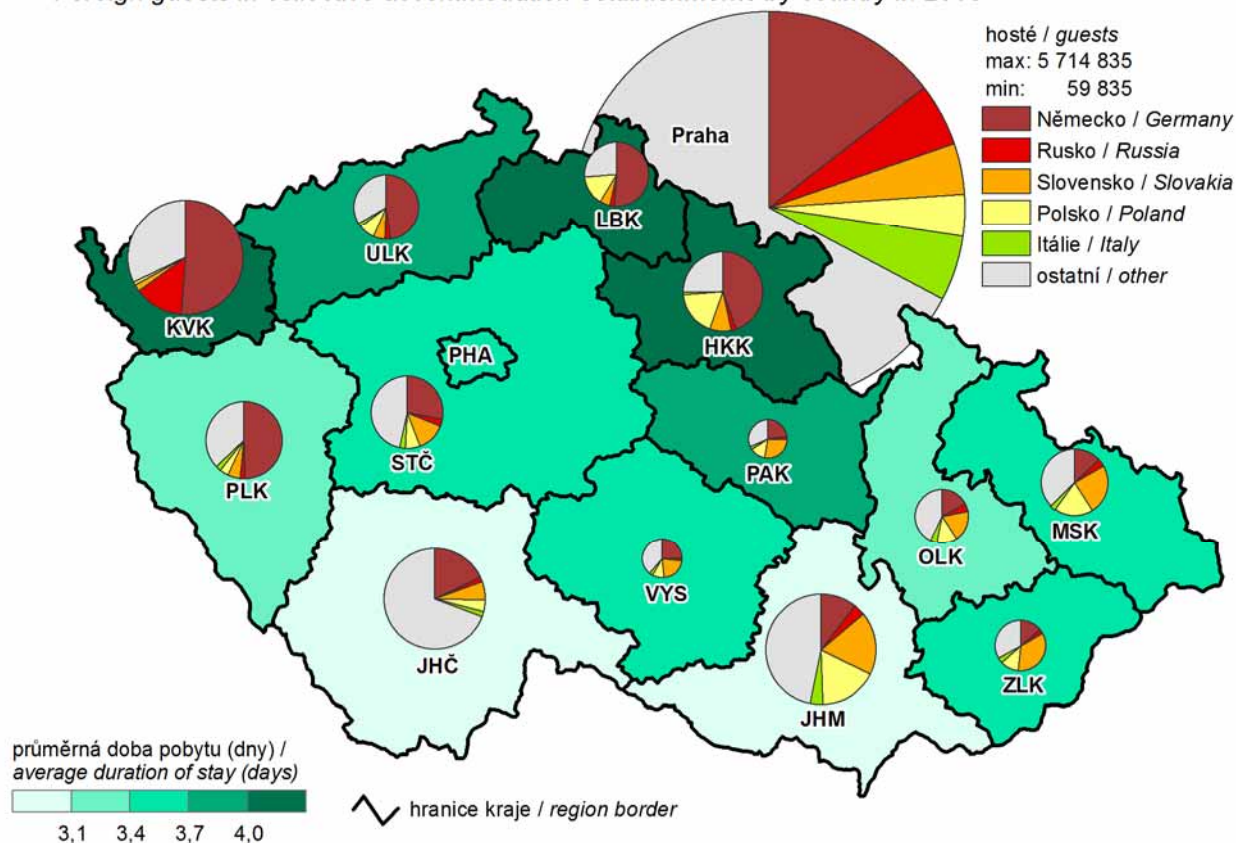 hosté / guests
max: 5 714 835
min: 59 835
Německo / Germany
Rusko / Russia
Slovensko / Slovakia
Polsko / Poland
Itálie / Italy
ostatní / other
Praha
LBK
ULK
KVK
HKK
PHA
STČ
PAK
PLK
MSK
OLK
VYS
JHČ
ZLK
JHM
průměrná doba pobytu (dny) /
average duration of stay (days)
3,1 3,4 3,7 4,0
hranice kraje / region border